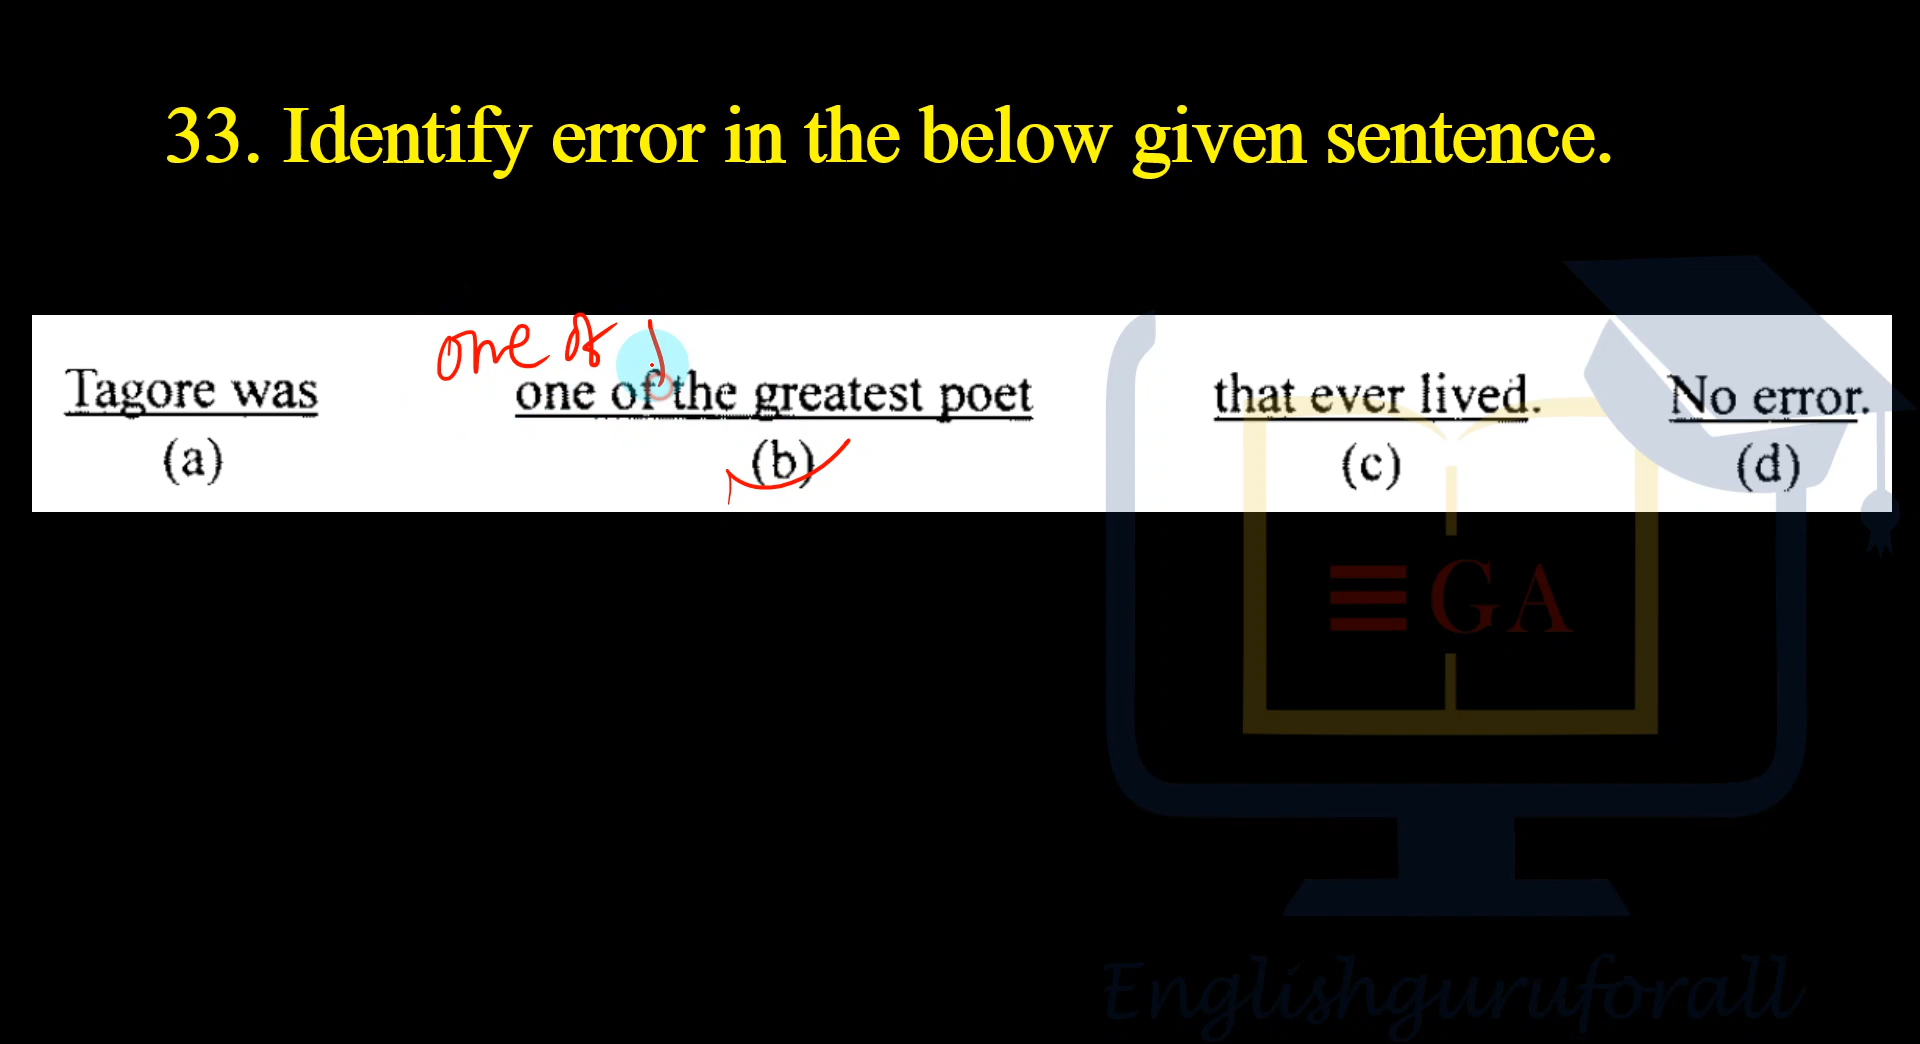 33. Identify error in the below given sentence.
one of
Tagore was one of the greatest poet that ever lived. No error.
(a) (b) (c) (d)
GA
Englishguruforall